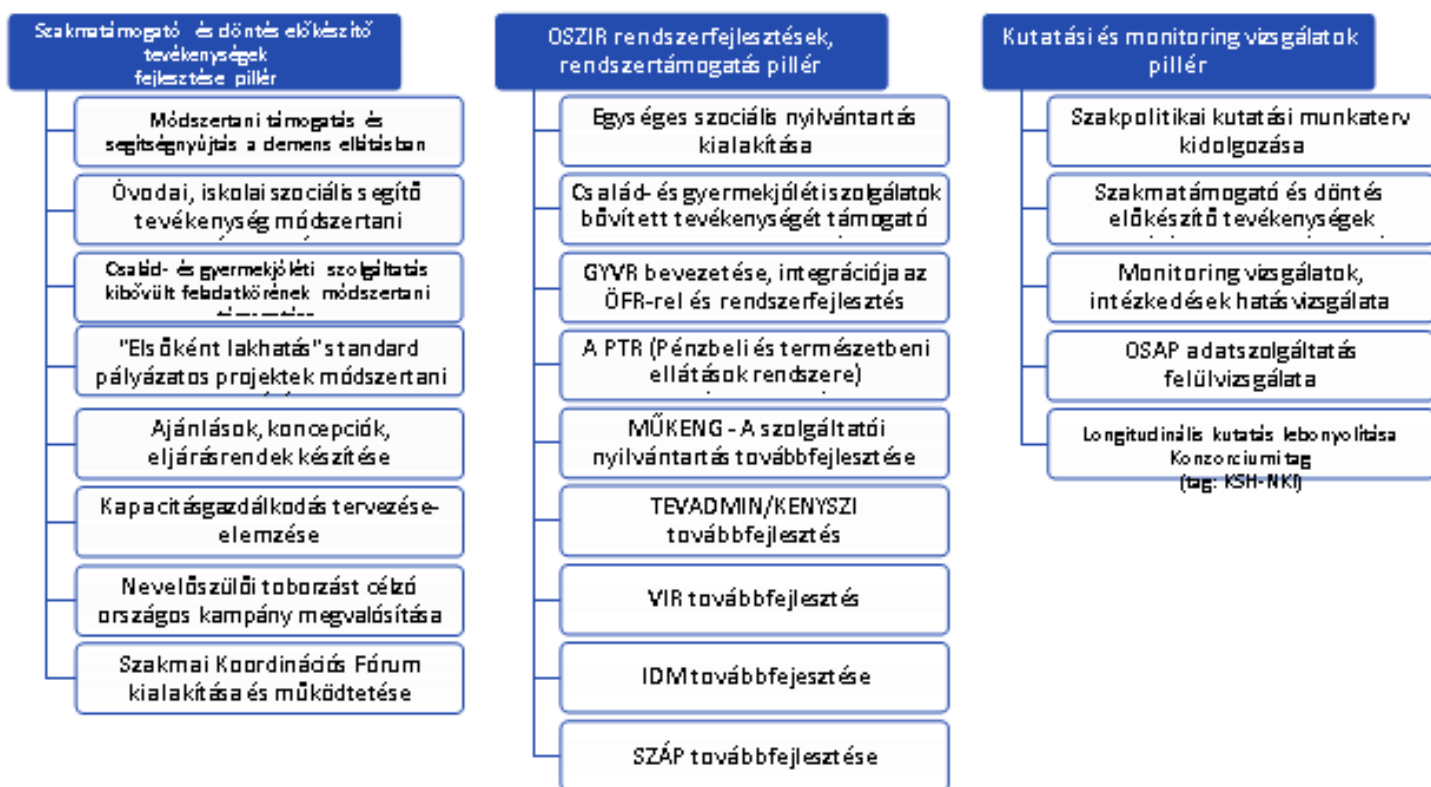 Szakmatámogató és döntés előkészítő
tevékenységek
fejlesztése pillér
Módszertani támogatás és
segítségnyújtás a demens ellátásban
Óvodai, iskolai szociális segítő
tevékenység módszertani
Család- és gyermekjóléti szolgáltatás
kibővült feladatkörének módszertani
"Elsőként lakhatás" standard
pályázatos projektek módszertani
Ajánlások, koncepciók,
eljárásrendek készítése
Kapacitásgazdálkodás tervezése-
elemzése
Nevelőszülői toborzást célzó
országos kampány megvalósítása
Szakmai Koordinációs Fórum
kialakítása és működtetése
OSZIR rendszerfejlesztések,
rendszertámogatás pillér
Egységes szociális nyilvántartás
kialakítása
Család- és gyermekjóléti szolgálatok
bővített tevékenységét támogató
GYVR bevezetése, integrációja az
ÖFR-rel és rendszerfejlesztés
A PTR (Pénzbeli és természetbeni
ellátások rendszere)
MŰKENG - A szolgáltatói
nyilvántartás továbbfejlesztése
TEVADMIN/KENYSZI
továbbfejlesztés
VIR továbbfejlesztés
IDM továbbfejesztése
SZÁP továbbfejlesztése
Kutatási és monitoring vizsgálatok
pillér
Szakpolitikai kutatási munkaterv
kidolgozása
Szakmatámogató és döntés
előkészítő tevékenységek
Monitoring vizsgálatok,
intézkedések hatásvizsgálata
OSAP adatszolgáltatás
felülvizsgálata
Longitudinális kutatás lebonyolítása
Konzorciumi tag
(tag: KSH-NKI)